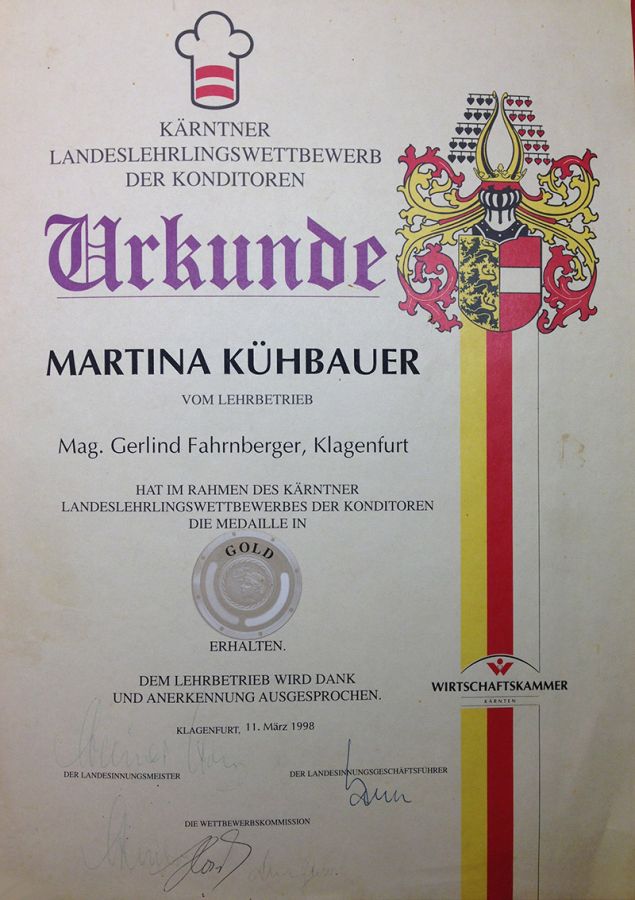 KÄRNTNER
LANDESLEHRLINGSWETTBEWERB
DER KONDITOREN
Urkunde
MARTINA KÜHBAUER
VOM LEHRBETRIEB
Mag. Gerlind Fahrnberger, Klagenfurt
HAT IM RAHMEN DES KÄRNTNER
LANDESLEHRLINGSWETTBEWERBES DER KONDITOREN
DIE MEDAILLE IN
GOLD
ERHALTEN.
DEM LEHRBETRIEB WIRD DANK
UND ANERKENNUNG AUSGESPROCHEN.
WIRTSCHAFTSKAMMER
KÄRNTEN
KLAGENFURT, 11. März 1998
DER LANDESINNUNGSMEISTER
DER LANDESINNUNGSGESCHÄFTSFÜHRER
DIE WETTBEWERBSKOMMISSION